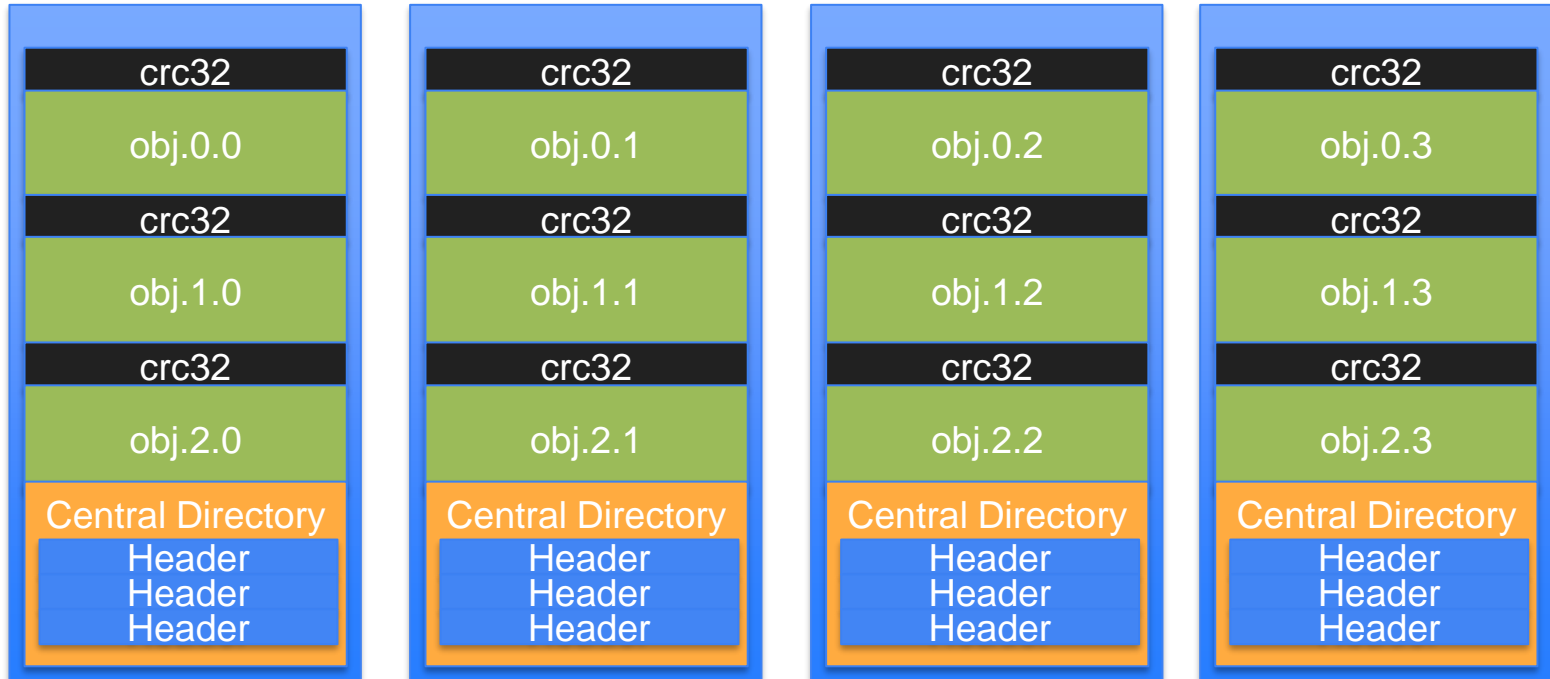 crc32
obj.0.0
crc32
obj.1.0
crc32
obj.2.0
Central Directory
Header
Header
Header
crc32
obj.0.1
crc32
obj.1.1
crc32
obj.2.1
Central Directory
Header
Header
Header
crc32
obj.0.2
crc32
obj.1.2
crc32
obj.2.2
Central Directory
Header
Header
Header
crc32
obj.0.3
crc32
obj.1.3
crc32
obj.2.3
Central Directory
Header
Header
Header